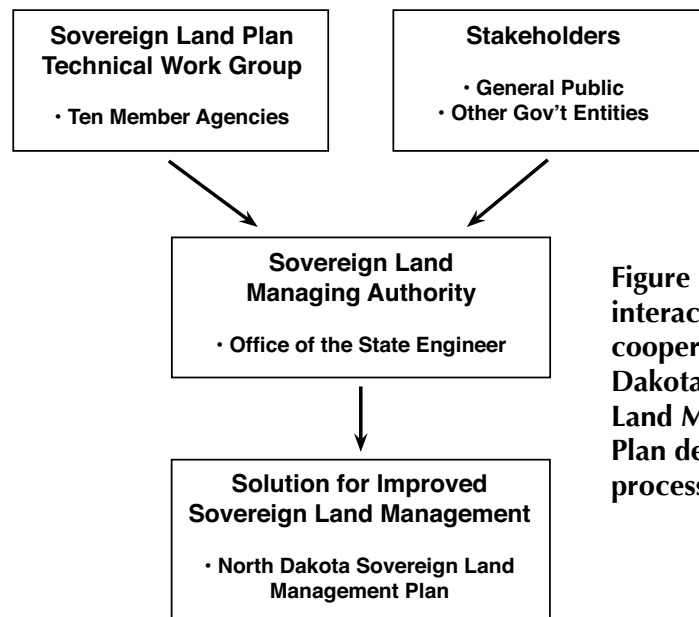 Sovereign Land Plan
Technical Work Group
· Ten Member Agencies
Stakeholders
· General Public
· Other Gov't Entities
Sovereign Land
Managing Authority
· Office of the State Engineer
Solution for Improved
Sovereign Land Management
· North Dakota Sovereign Land
Management Plan
Figure
interac
cooper
Dakota
Land M
Plan de
process